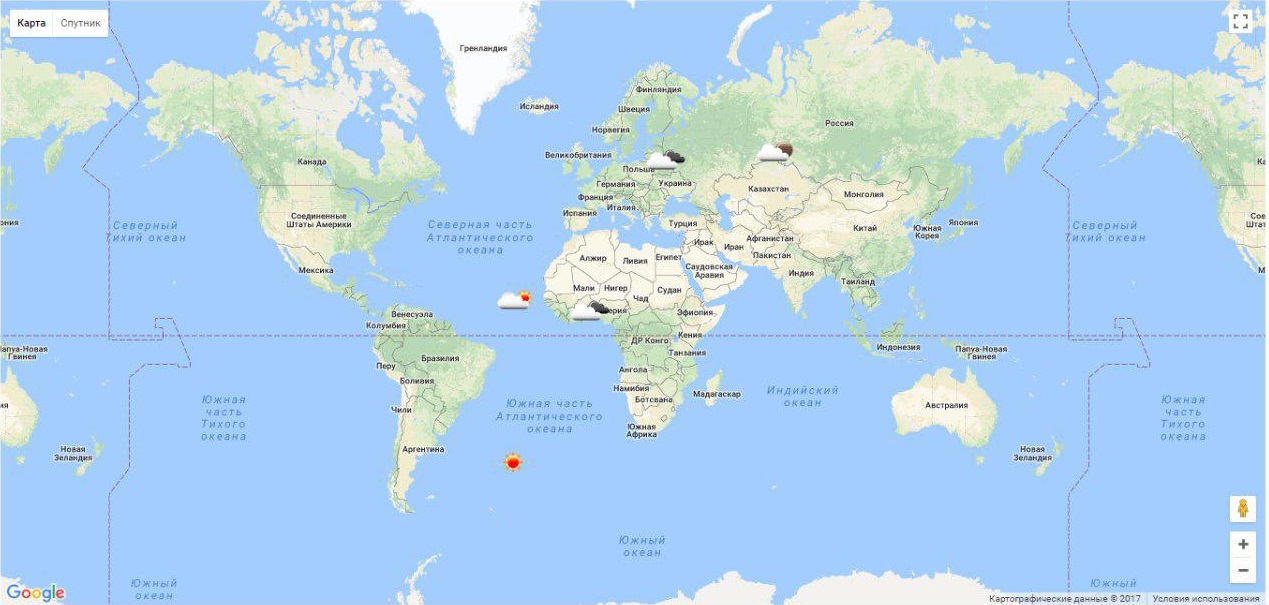 Карта
Спутник
Гренландия
Исландия
Финляндия
Швеция
Норвегия
Россия
Великобритания
Польша
Германия
Украина
Франция
Италия
Испания
Казахстан
Монголия
Канада
Соединенные
Штаты Америки
Мексика
Северный
Тихий океан
Северная часть
Атлантического
океана
Турция
Ирак
Иран
Афганистан
Пакистан
Китай
Южная
Корея
Япония
Северный
Тихий океан
Алжир
Ливия
Египет
Саудовская
Аравия
Индия
Таиланд
Мали
Нигер
Чад
Судан
Эфиопия
Венесуэла
Колумбия
Перу
Бразилия
Боливия
Чили
Аргентина
ДР Конго
Кения
Танзания
Ангола
Намибия
Ботсвана
Мадагаскар
Южная
Африка
Индонезия
Папуа-Новая
Гвинея
Индийский
океан
Австралия
Новая
Зеландия
Южная
часть
Тихого
океана
Южная часть
Атлантического
океана
Южная
часть
Тихого
океана
Новая
Зеландия
Южный
океан
Южный
океан
Южный
Google
Картографические данные © 2017
Условия использования